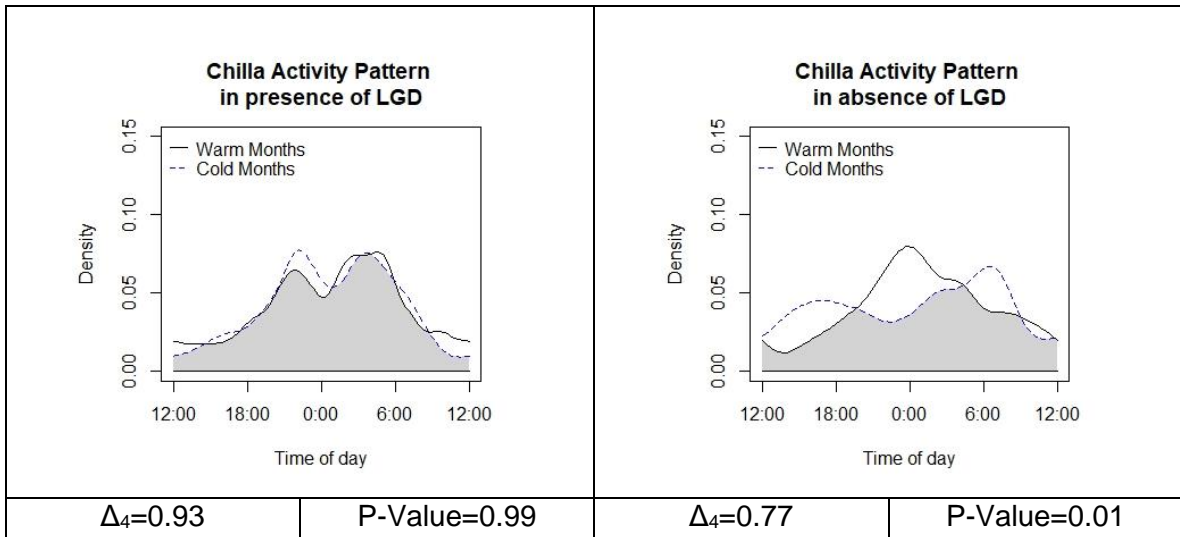 Chilla Activity Pattern
in presence of LGD
Warm Months
Cold Months
Density
0.00
0.05
0.10
0.15
12:00 18:00 0:00 6:00 12:00
Time of day
Δ₄=0.93 P-Value=0.99
Chilla Activity Pattern
in absence of LGD
Warm Months
Cold Months
Density
0.00
0.05
0.10
0.15
12:00 18:00 0:00 6:00 12:00
Time of day
Δ₄=0.77 P-Value=0.01